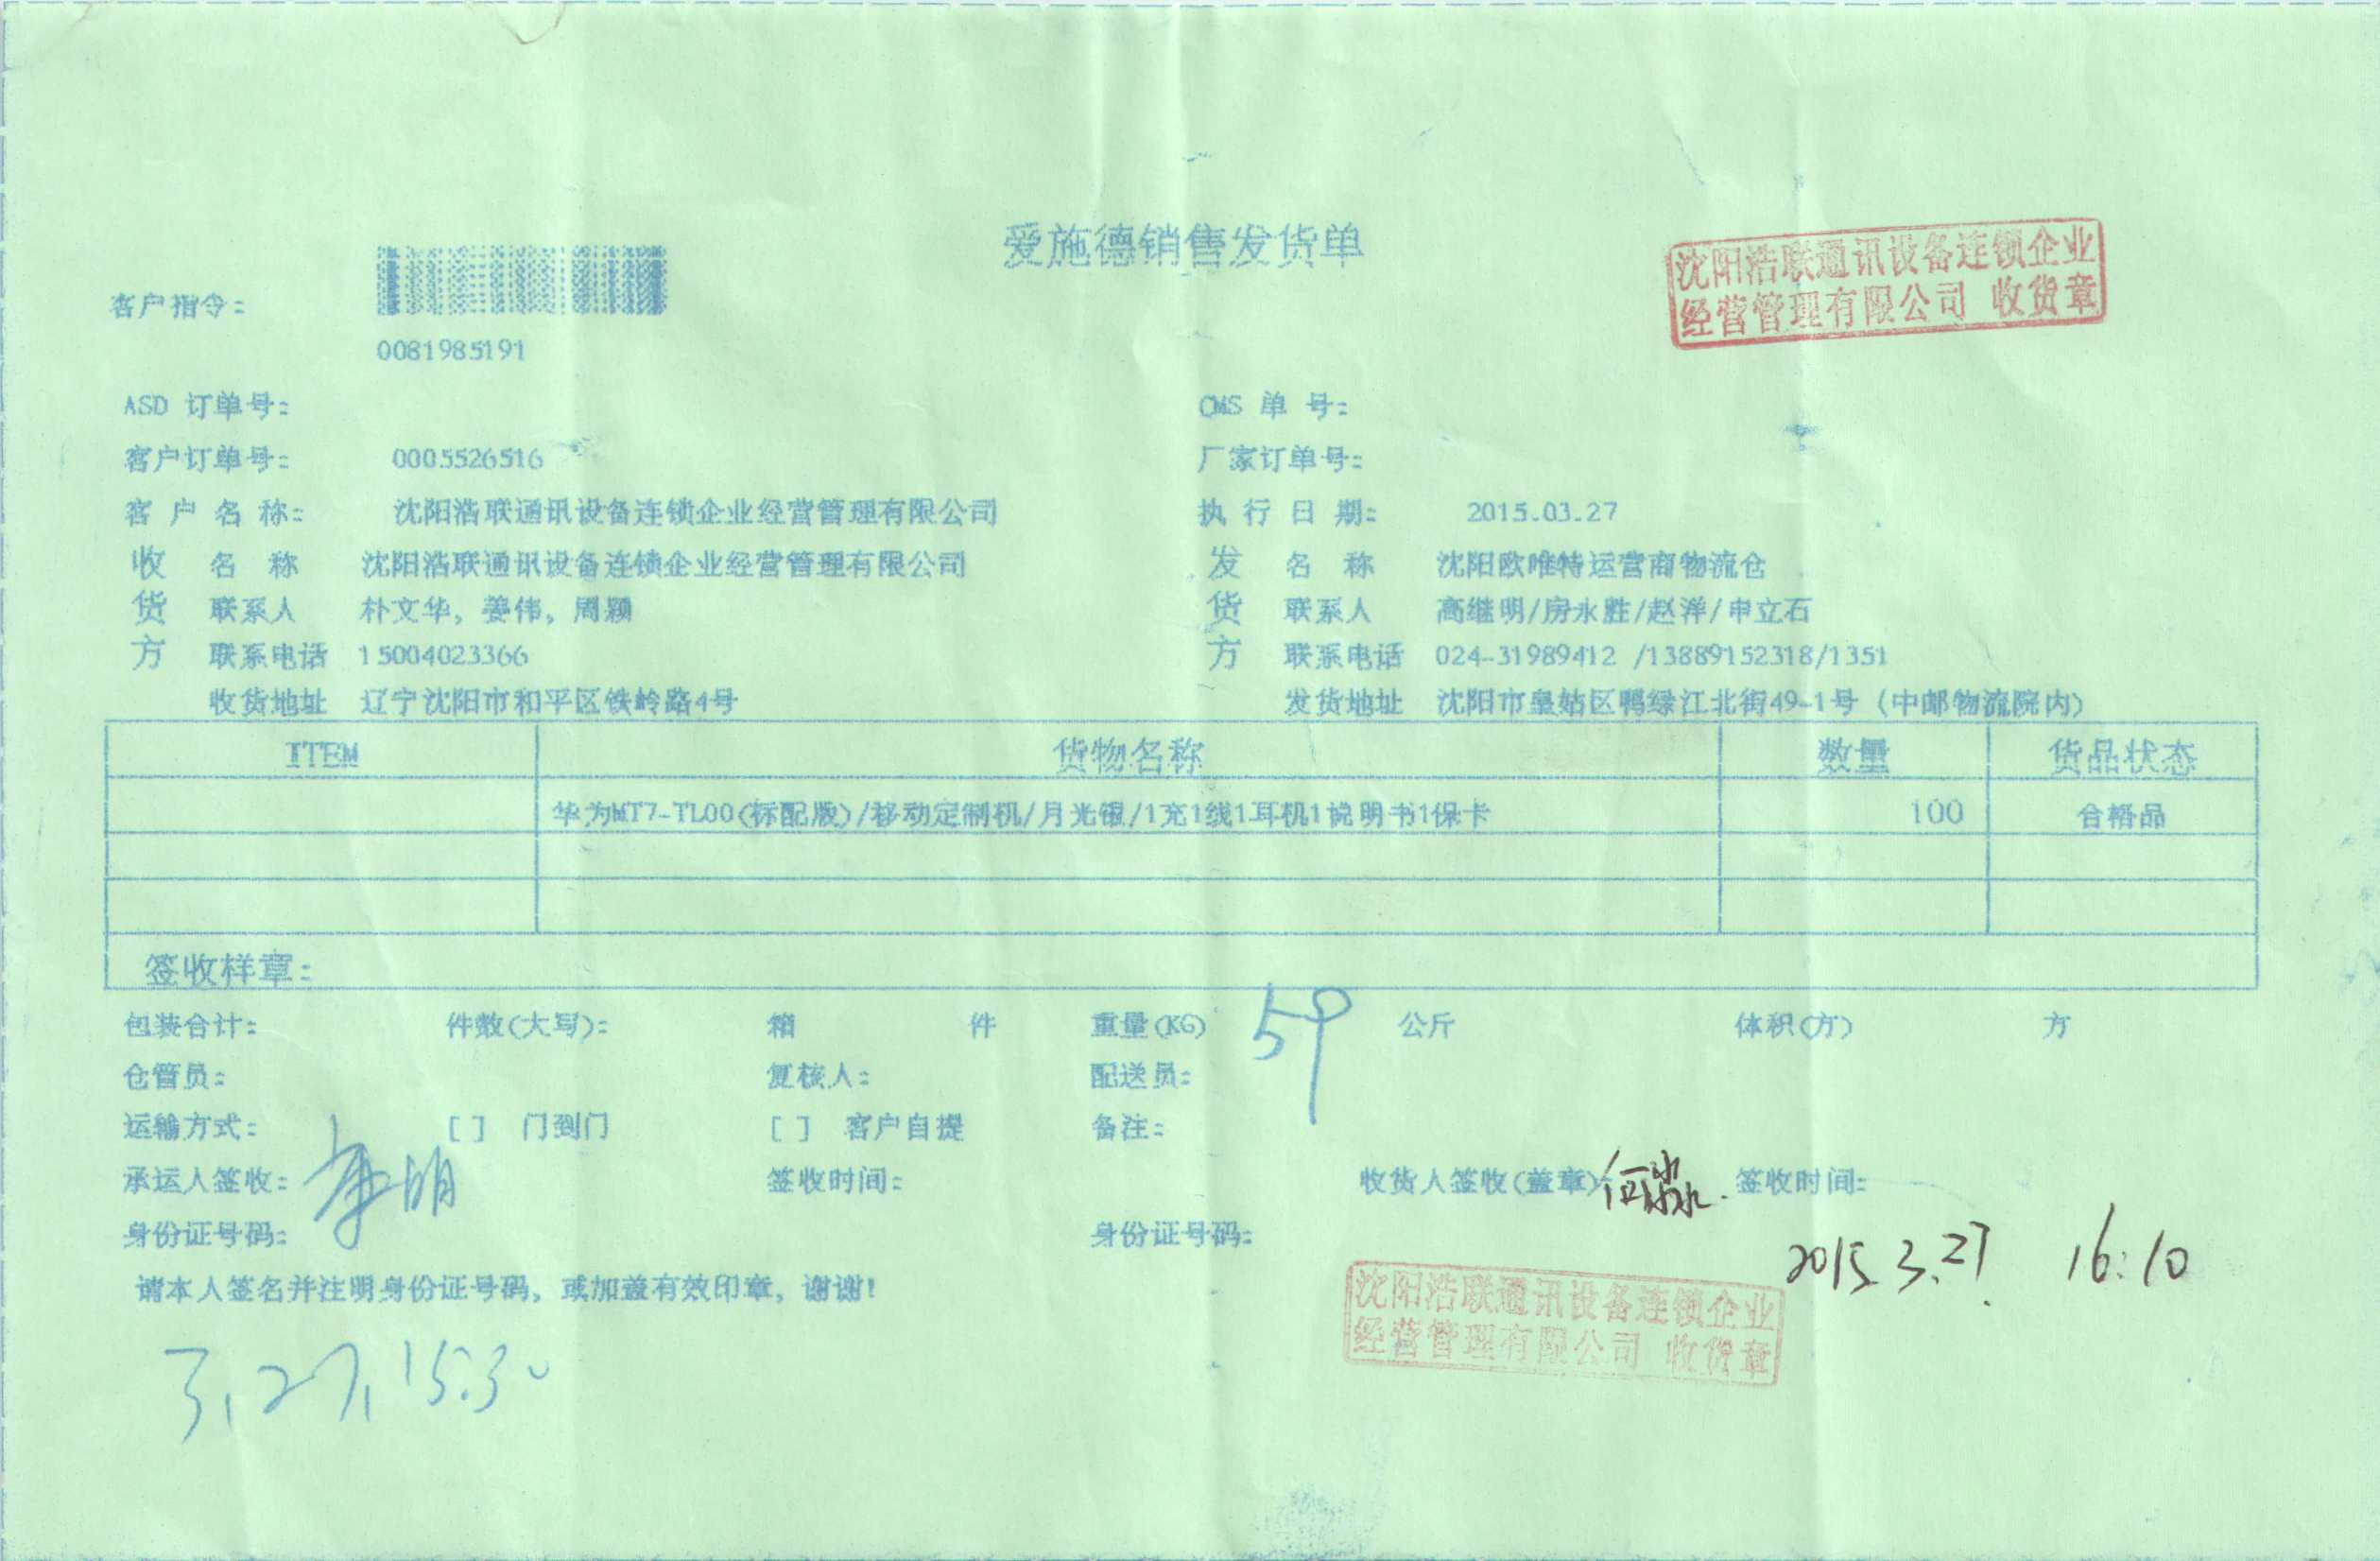 爱施德销售发货单
沈阳浩联通讯设备连锁企业
经营管理有限公司 收货章
客户指令:
0081985191
ASD 订单号: CMS 单 号:
客户订单号: 0005526516 厂家订单号:
客 户 名 称: 沈阳浩联通讯设备连锁企业经营管理有限公司 执 行 日 期: 2015.03.27
收 名 称 沈阳浩联通讯设备连锁企业经营管理有限公司 发 名 称 沈阳欧唯特运营商物流仓
货 联系人 朴文华, 姜伟, 周颖 货 联系人 高继明/房永胜/赵洋/申立石
方 联系电话 15004023366 方 联系电话 024-31989412 /13889152318/1351
收货地址 辽宁沈阳市和平区铁岭路4号 发货地址 沈阳市皇姑区鸭绿江北街49-1号 (中邮物流院内)
ITEM 货物名称 数量 货品状态
华为MT7-TL00(标配版)/移动定制机/月光银/1充1线1耳机1说明书1保卡 100 合格品
签收样章:
包装合计: 件数(大写): 箱 件 重量(KG) 59 公斤 体积(方) 方
仓管员: 复核人: 配送员:
运输方式: [ ] 门到门 [ ] 客户自提 备注:
承运人签收: 签收时间: 收货人签收(盖章) 签收时间:
身份证号码: 身份证号码:
2015.3.27. 16:10
请本人签名并注明身份证号码, 或加盖有效印章, 谢谢!
沈阳浩联通讯设备连锁企业
经营管理有限公司 收货章
3.27.15:30